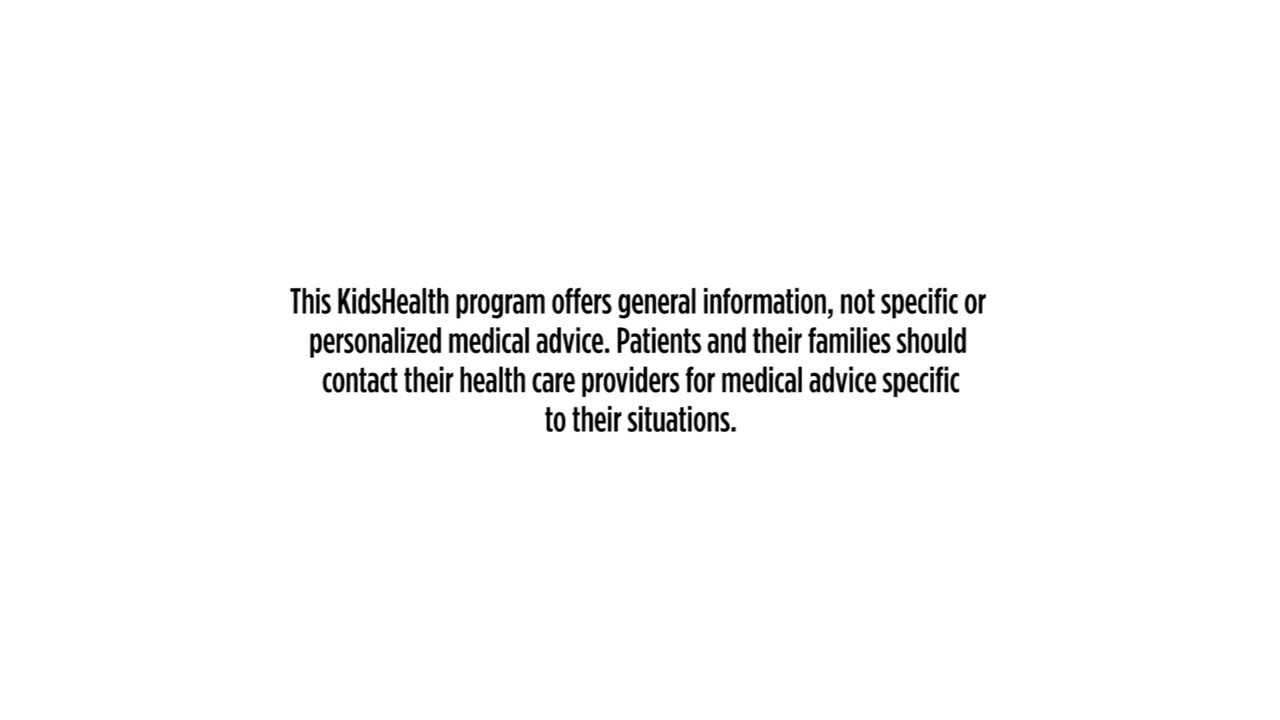 This KidsHealth program offers general information, not specific or
personalized medical advice. Patients and their families should
contact their health care providers for medical advice specific
to their situations.